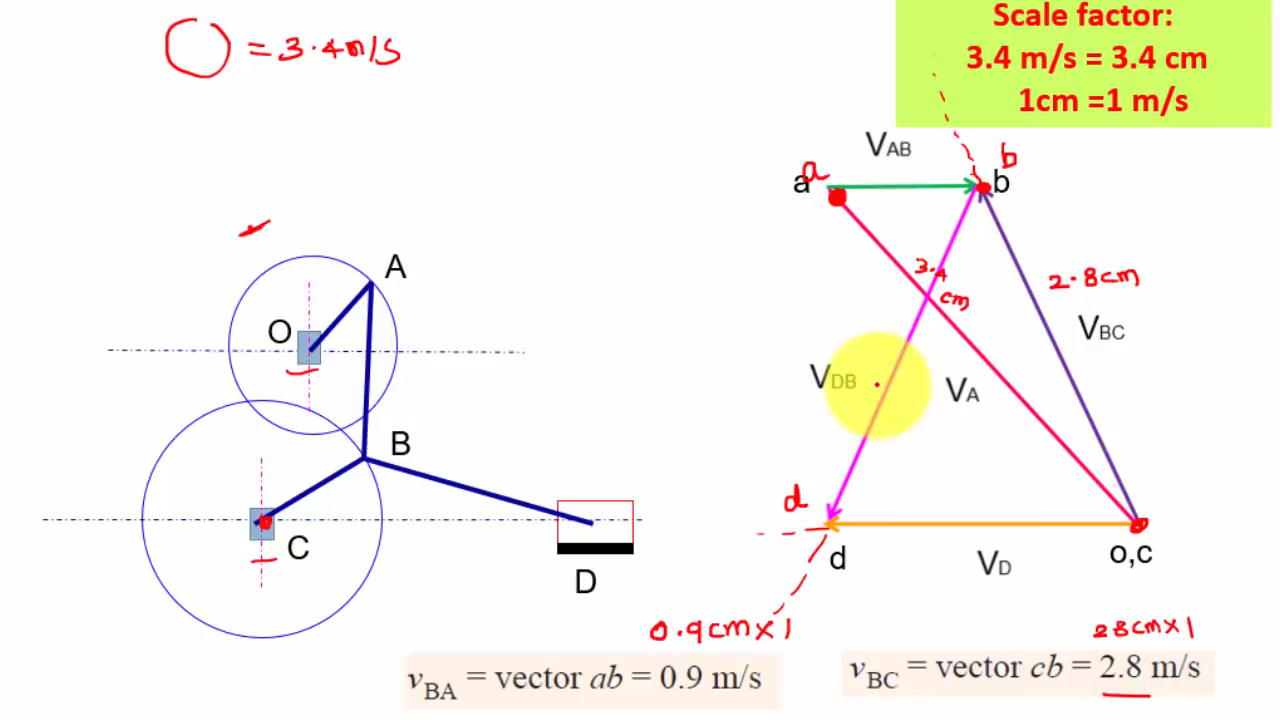 = 3.4m/s
Scale factor:
3.4 m/s = 3.4 cm
1cm =1 m/s
VAB
b
a
a
b
A
3.4
cm
2.8cm
O
VBC
VDB
VA
B
d
C
d
VD
o,c
D
0.9cm×1
28cm×1
vBA = vector ab = 0.9 m/s
vBC = vector cb = 2.8 m/s